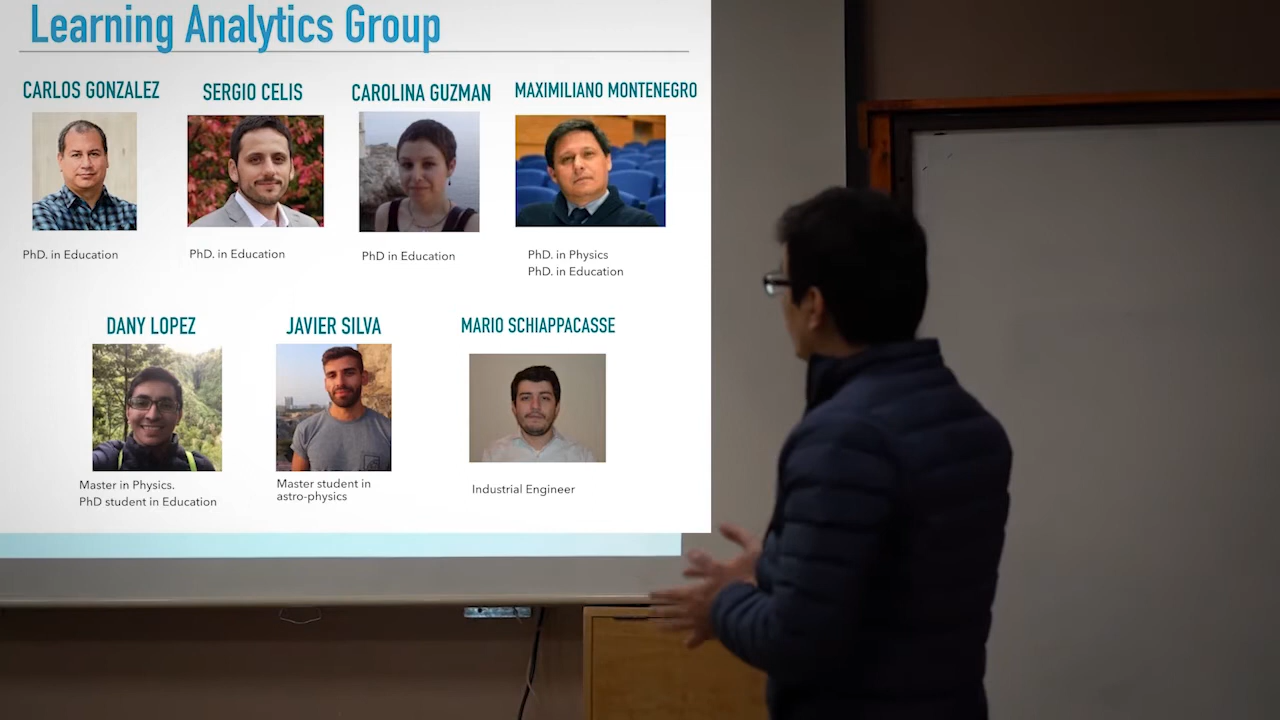 Learning Analytics Group
CARLOS GONZALEZ
SERGIO CELIS
CAROLINA GUZMAN
MAXIMILIANO MONTENEGRO
PhD. in Education
PhD. in Education
PhD in Education
PhD. in Physics
PhD. in Education
DANY LOPEZ
JAVIER SILVA
MARIO SCHIAPPACASSE
Master in Physics.
PhD student in Education
Master student in
astro-physics
Industrial Engineer